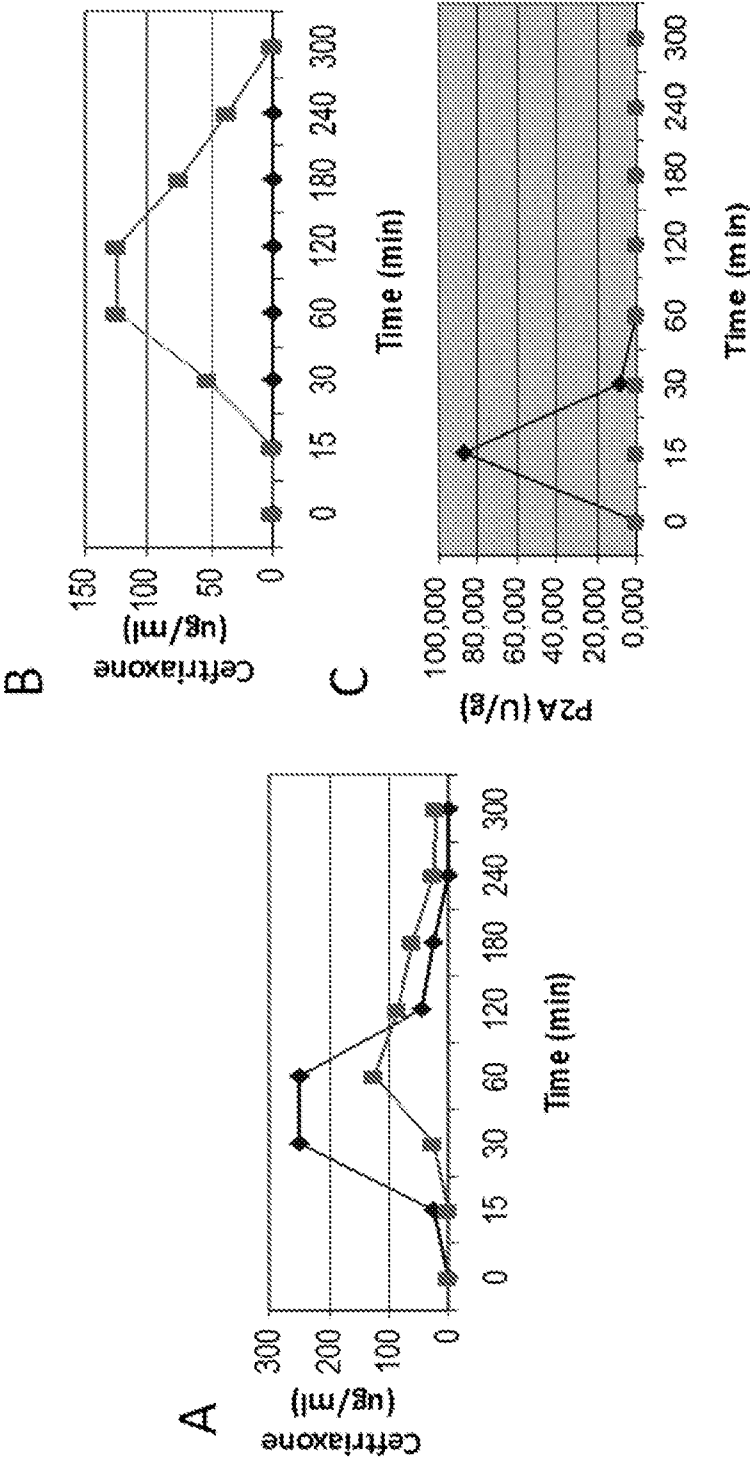 A
Ceftriaxone
(ug/ml)
300
200
100
0
0 15 30 60 120 180 240 300
Time (min)
B
Ceftriaxone
(ug/ml)
150
100
50
0
0 15 30 60 120 180 240 300
Time (min)
C
P2A (U/g)
100,000
80,000
60,000
40,000
20,000
0,000
0 15 30 60 120 180 240 300
Time (min)